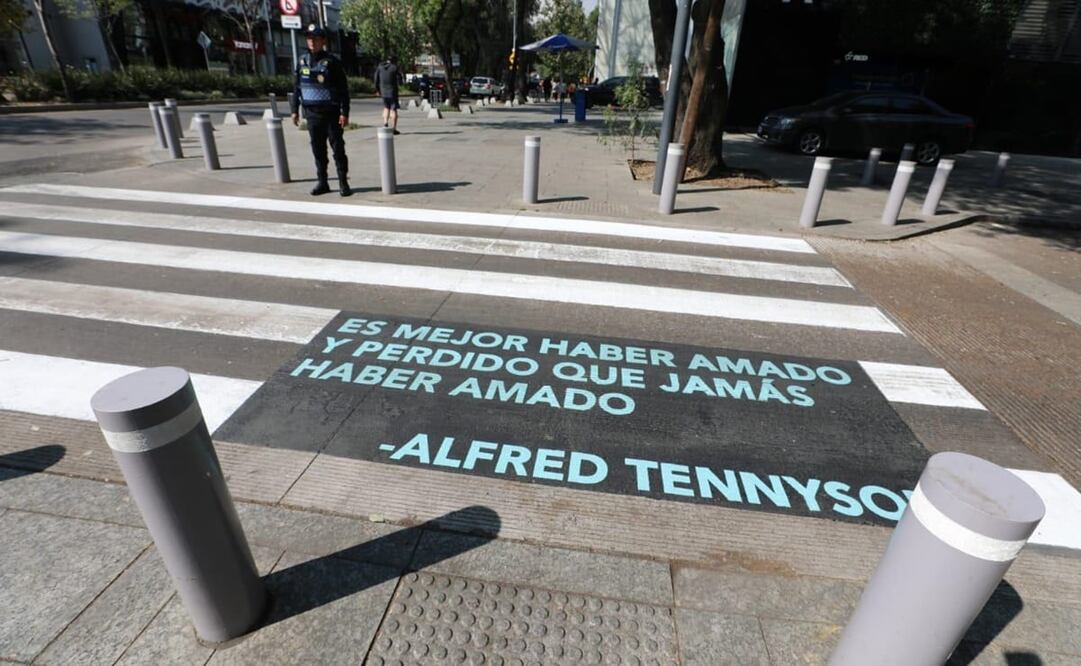 ES MEJOR HABER AMADO
Y PERDIDO QUE JAMÁS
HABER AMADO
-ALFRED TENNYSO